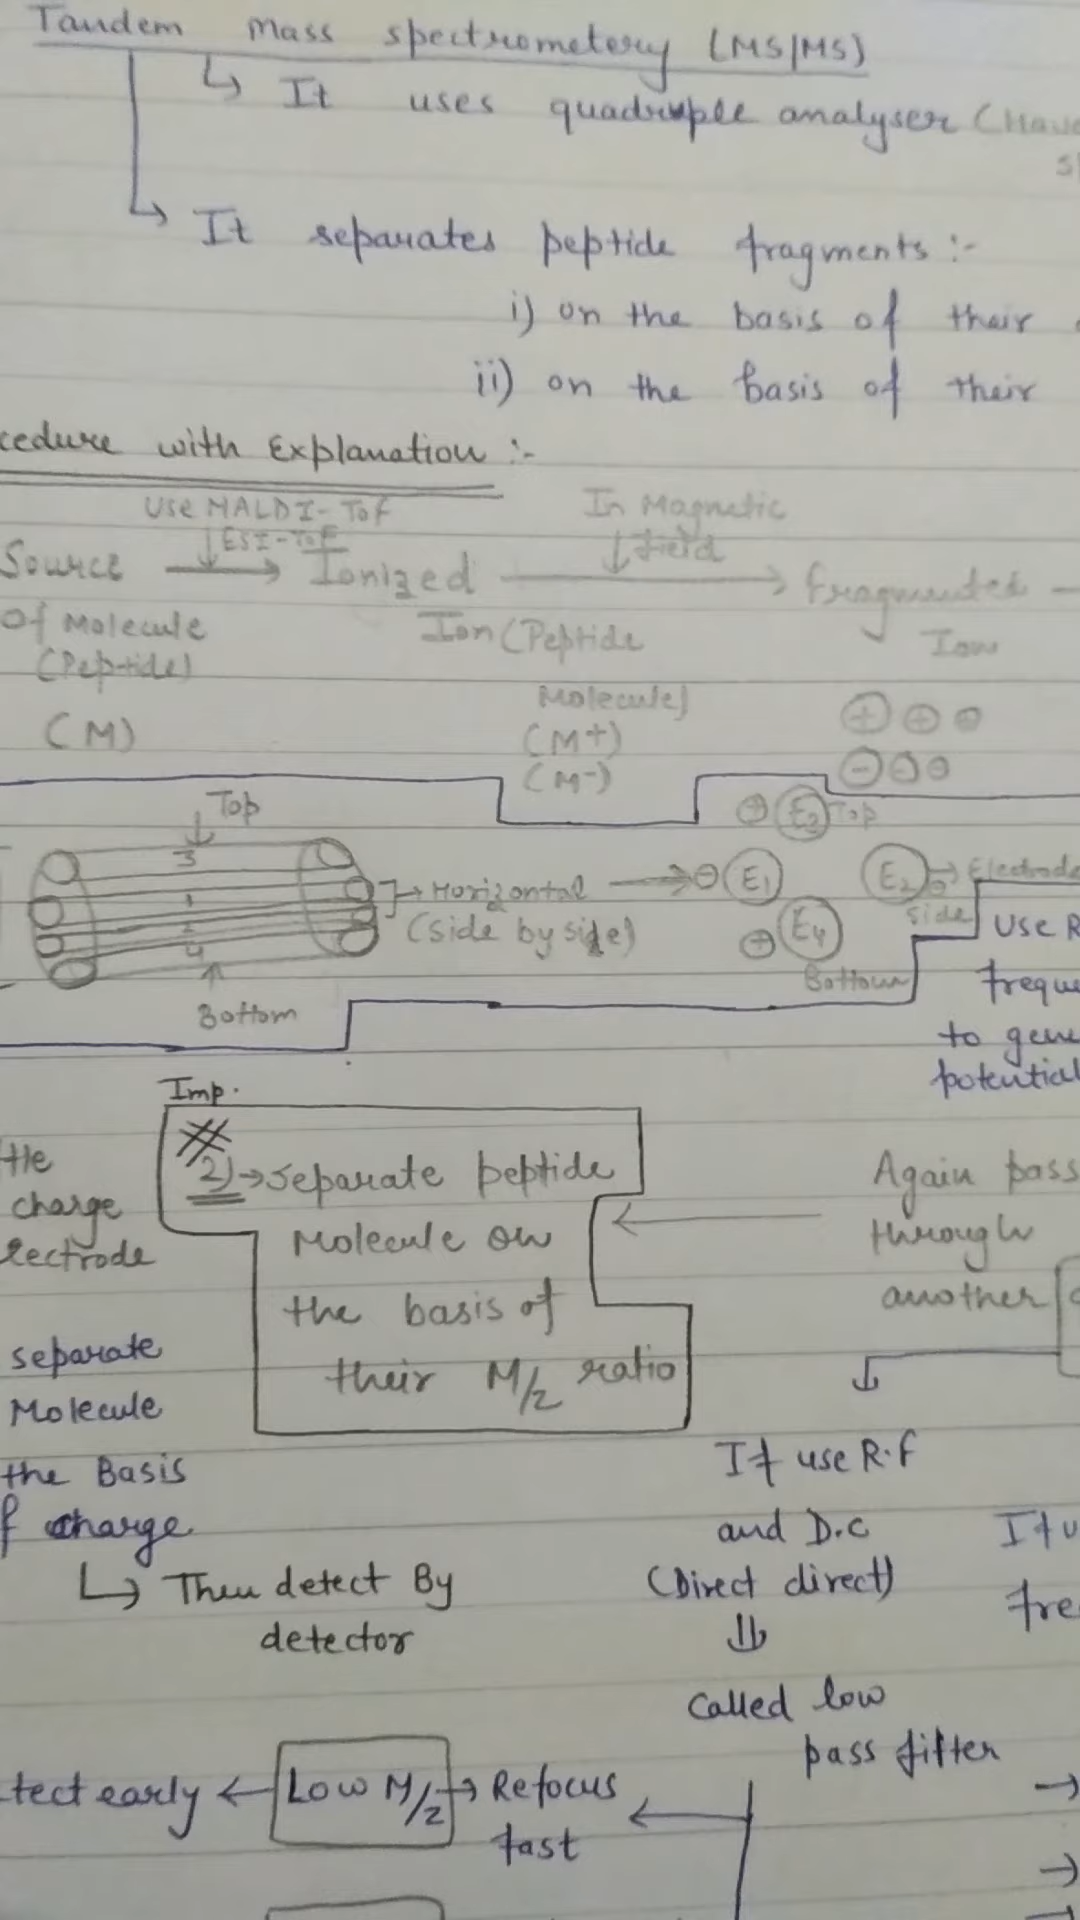 Tandem Mass spectrometery (MS/MS)
↳ It uses quadruple analyser (Hav
↳ It separates peptide fragments :-
i) on the basis of their
ii) on the basis of their
cedure with Explanation :-
Use MALDI-ToF
ESI-ToF
In Magnetic
field
Source → Ionized → fragmented
Of Molecule
(Peptide)
Ion (Peptide
Molecule)
Ion
(M)
(M+)
(M-)
+ + +
- - -
Top
3
1
2
4
Bottom
Horizontal
(side by side)
+ E3 Top
- E1
E2 - → Electrode
side
+ E4
Bottom
Use R
frequ
to gene
potential
Imp.
2) → separate peptide
Molecule on
the basis of
their M/z ratio
the
charge
lectrode
Again pass
through
another
separate
Molecule
the Basis
f charge
↳ Then detect By
detector
It use R.f
and D.C
(Direct direct)
⇓
Called low
pass filter
It u
fre
tect early ← Low M/z → Refocus
fast